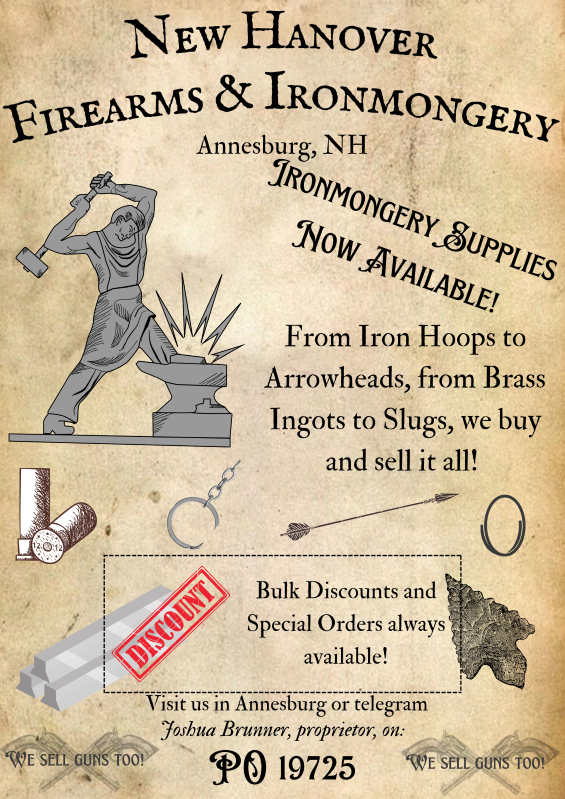 New Hanover
Firearms & Ironmongery
Annesburg, NH
Ironmongery Supplies
Now Available!
From Iron Hoops to
Arrowheads, from Brass
Ingots to Slugs, we buy
and sell it all!
12 12
DISCOUNT
Bulk Discounts and
Special Orders always
available!
Visit us in Annesburg or telegram
Joshua Brunner, proprietor, on:
PO 19725
We sell guns too!
We sell guns too!